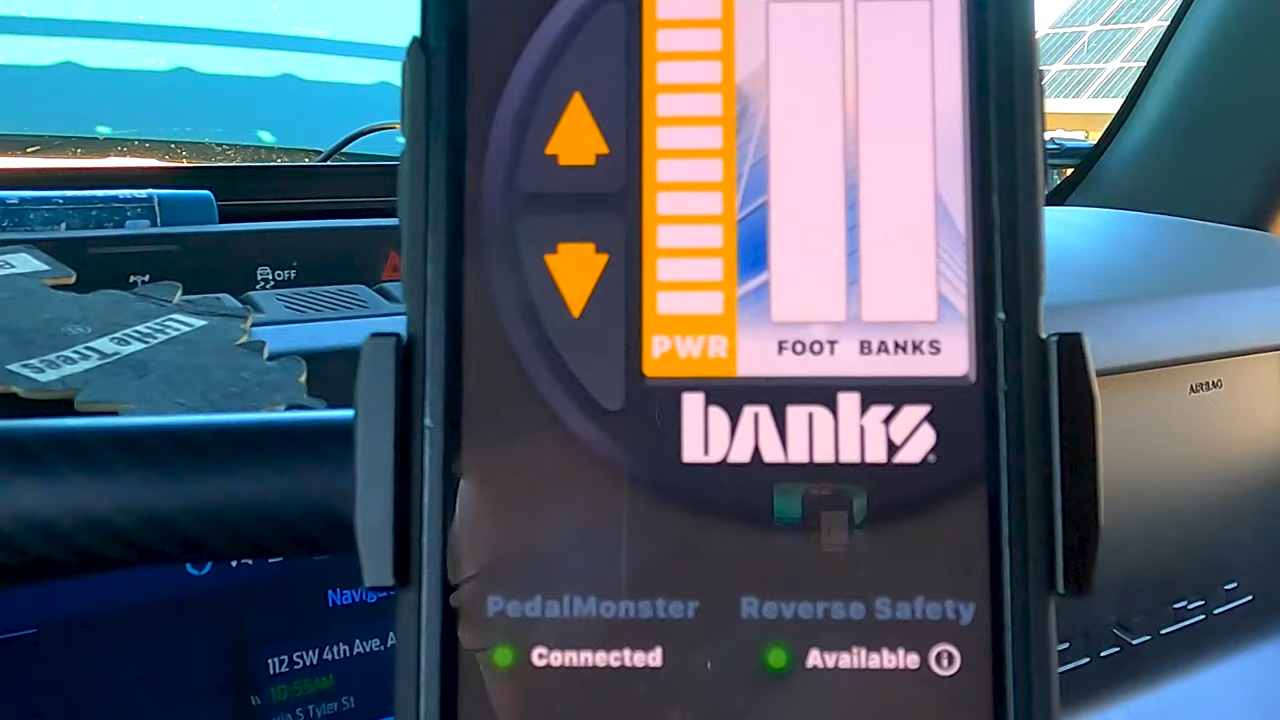 OFF
Little Trees
PWR
FOOT BANKS
banks
AIRBAG
PedalMonster
Reverse Safety
Connected
Available
112 SW 4th Ave, A
10:55AM
via S Tyler St